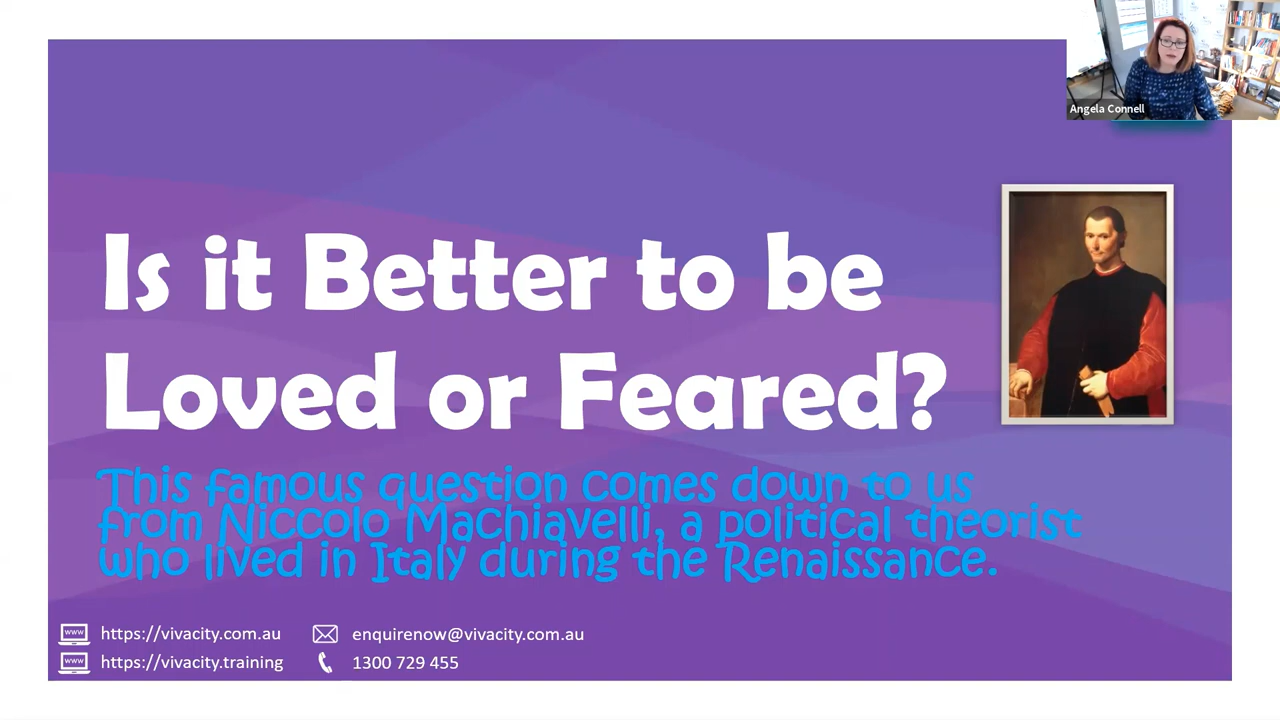 Angela Connell
Is it Better to be
Loved or Feared?
This famous question comes down to us
from Niccolo Machiavelli, a political theorist
who lived in Italy during the Renaissance.
www https://vivacity.com.au enquirenow@vivacity.com.au
www https://vivacity.training 1300 729 455